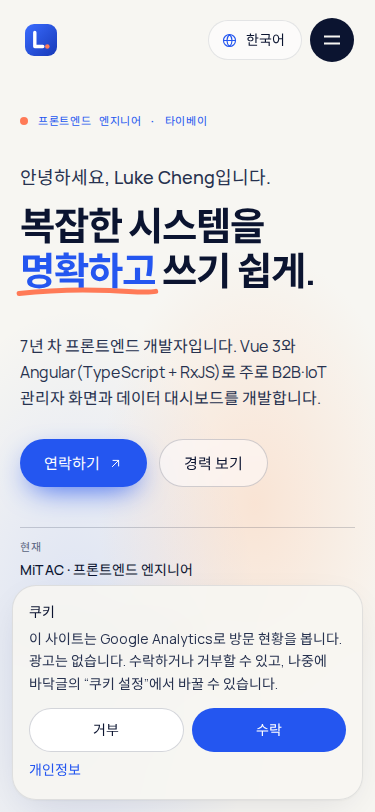 L.
한국어
프론트엔드 엔지니어 · 타이베이
안녕하세요, Luke Cheng입니다.
복잡한 시스템을
명확하고 쓰기 쉽게.
7년 차 프론트엔드 개발자입니다. Vue 3와
Angular(TypeScript + RxJS)로 주로 B2B·IoT
관리자 화면과 데이터 대시보드를 개발합니다.
연락하기 ↗
경력 보기
현재
MiTAC · 프론트엔드 엔지니어
쿠키
이 사이트는 Google Analytics로 방문 현황을 봅니다.
광고는 없습니다. 수락하거나 거부할 수 있고, 나중에
바닥글의 “쿠키 설정”에서 바꿀 수 있습니다.
거부
수락
개인정보